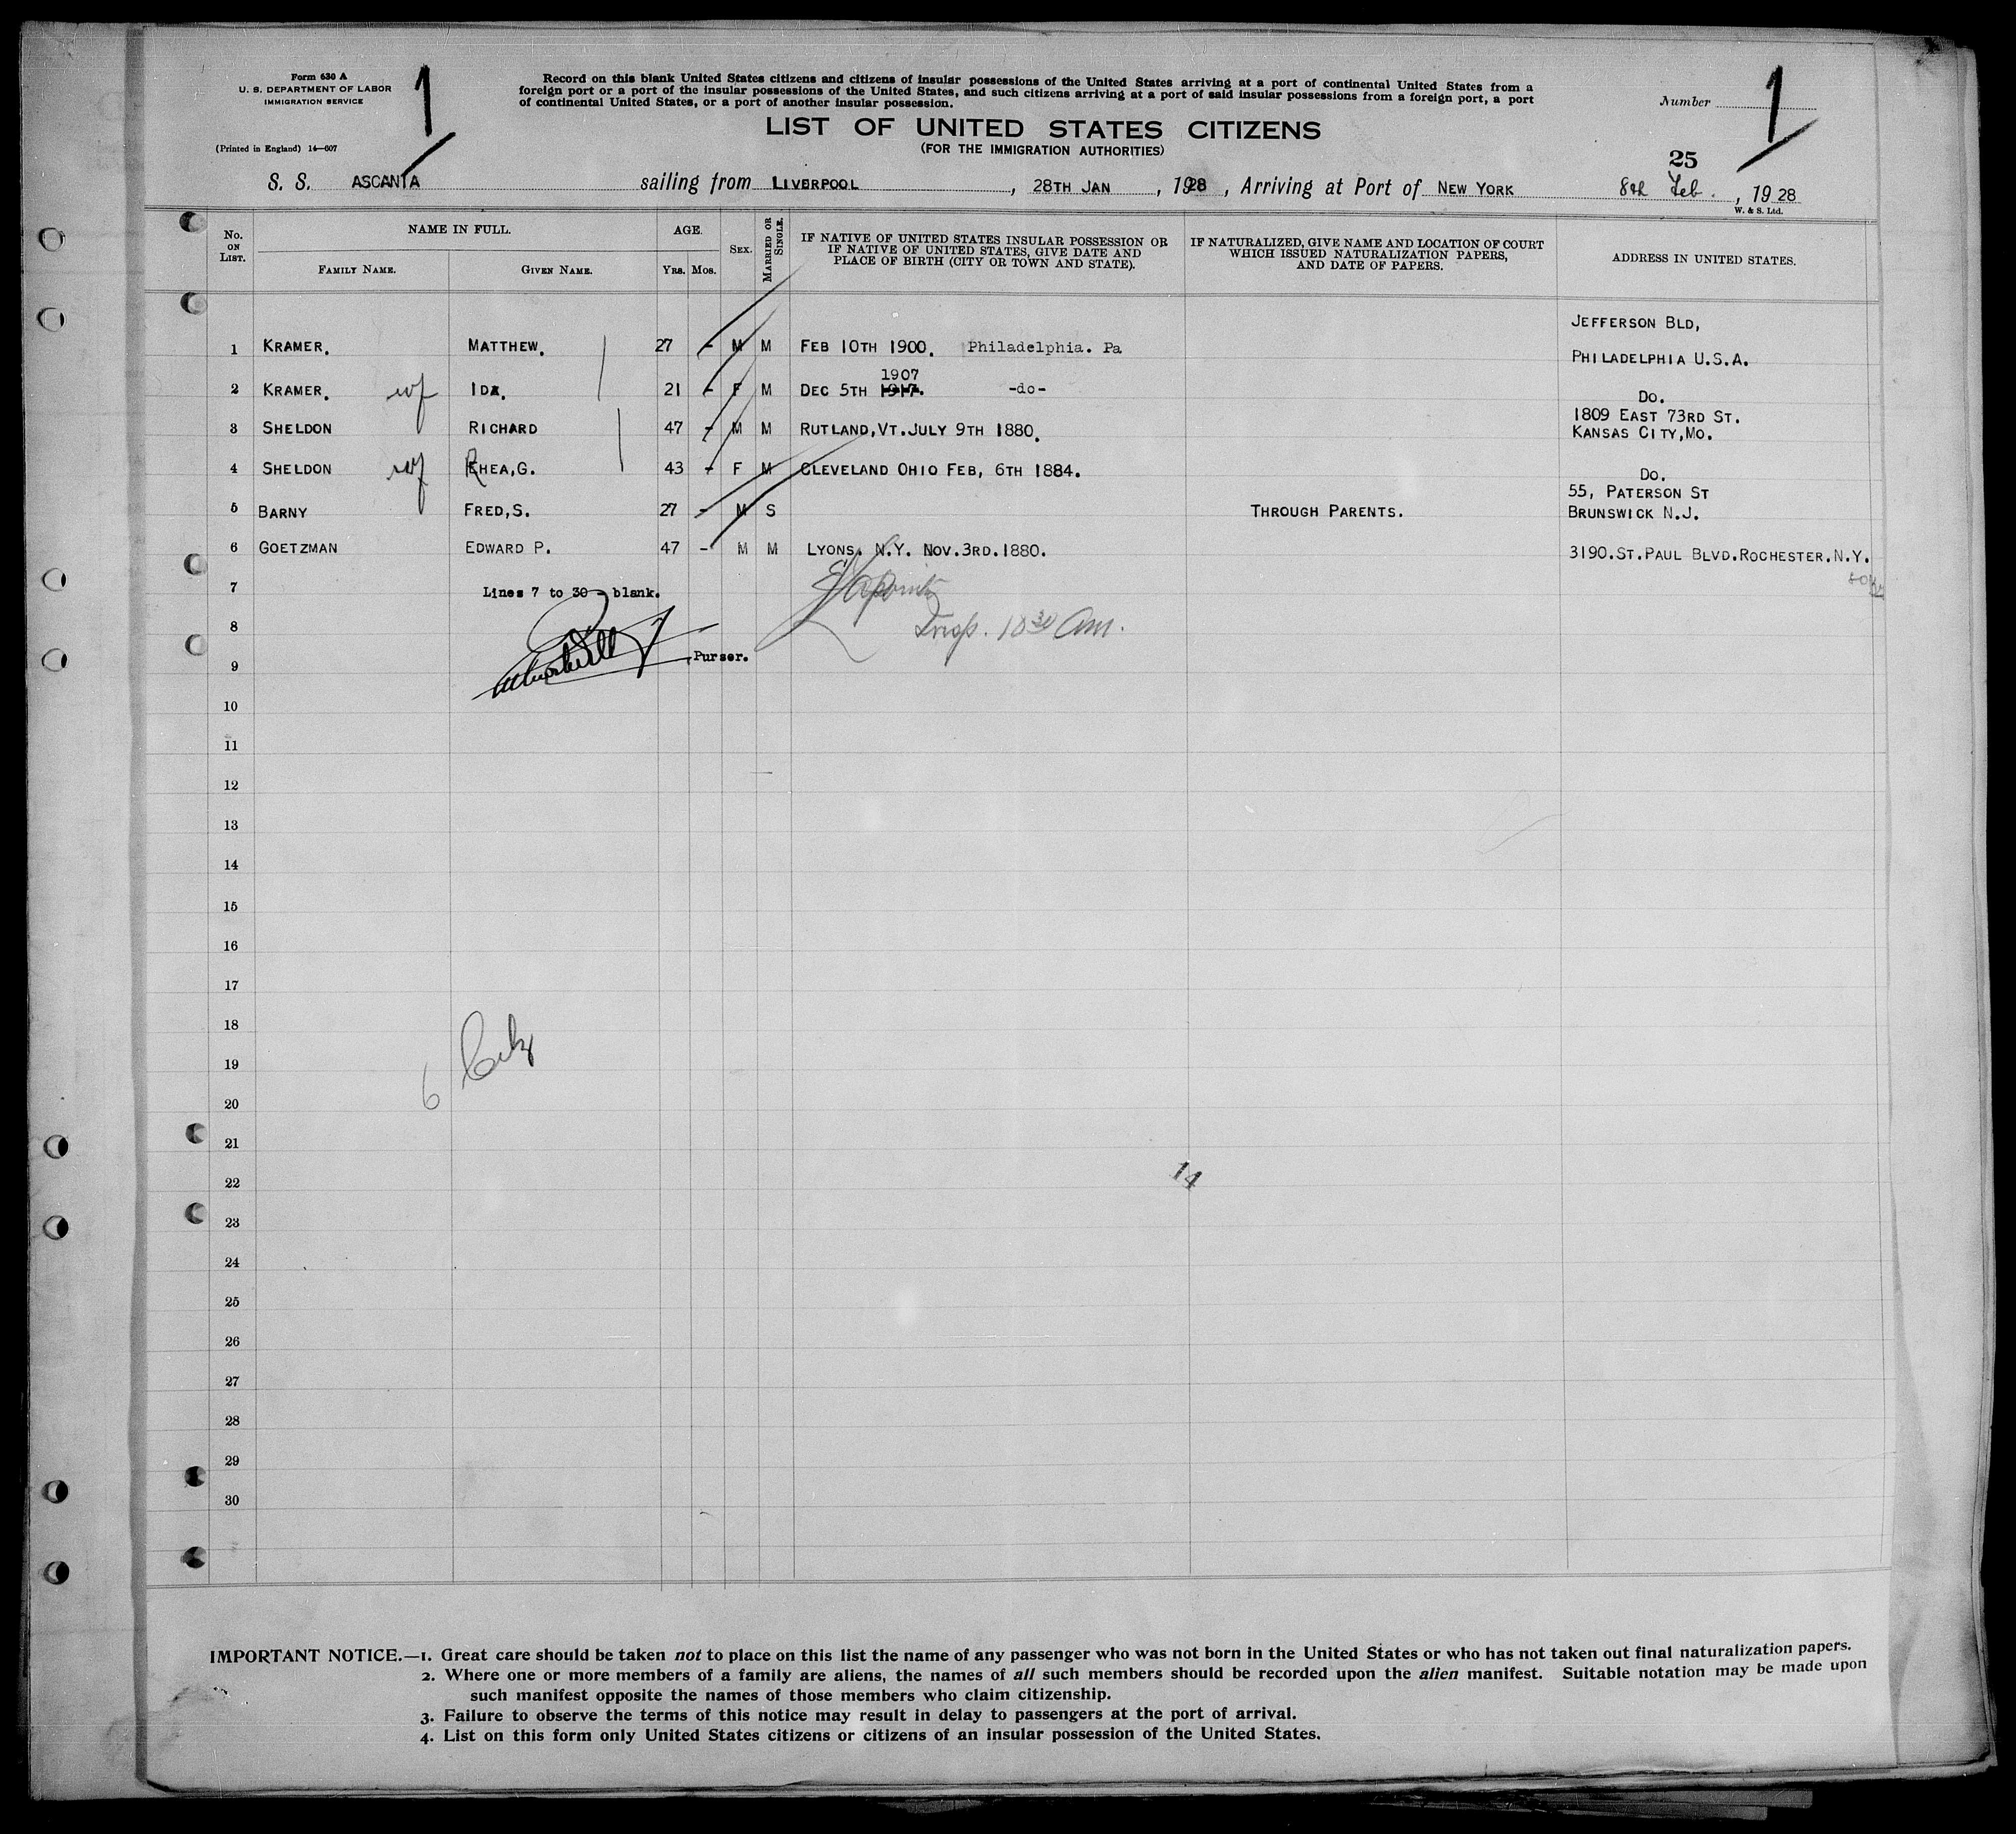 Form 630 A
U. S. DEPARTMENT OF LABOR
IMMIGRATION SERVICE
(Printed in England) 14—607
1
Record on this blank United States citizens and citizens of insular possessions of the United States arriving at a port of continental United States from a
foreign port or a port of the insular possessions of the United States, and such citizens arriving at a port of said insular possessions from a foreign port, a port
of continental United States, or a port of another insular possession.
LIST OF UNITED STATES CITIZENS
(FOR THE IMMIGRATION AUTHORITIES)
Number 1
25
S. S. ASCANIA sailing from LIVERPOOL, 28TH JAN, 1928, Arriving at Port of NEW YORK 8th Feb., 1928
W. & S. Ltd.
No. ON LIST. NAME IN FULL. FAMILY NAME. GIVEN NAME. AGE. YRS. MOS. SEX. MARRIED OR SINGLE. IF NATIVE OF UNITED STATES INSULAR POSSESSION OR IF NATIVE OF UNITED STATES, GIVE DATE AND PLACE OF BIRTH (CITY OR TOWN AND STATE). IF NATURALIZED, GIVE NAME AND LOCATION OF COURT WHICH ISSUED NATURALIZATION PAPERS, AND DATE OF PAPERS. ADDRESS IN UNITED STATES.
JEFFERSON BLD,
1 KRAMER. MATTHEW. 27 - M M FEB 10TH 1900. Philadelphia. Pa PHILADELPHIA U.S.A.
1907
2 KRAMER. wf IDA. 21 - F M DEC 5TH 1917. -do- Do.
1809 EAST 73RD ST.
3 SHELDON RICHARD 47 - M M RUTLAND,VT.JULY 9TH 1880. KANSAS CITY,MO.
4 SHELDON wf RHEA,G. 43 - F M CLEVELAND OHIO FEB, 6TH 1884. Do.
55, PATERSON ST
5 BARNY FRED,S. 27 - M S THROUGH PARENTS. BRUNSWICK N.J.
6 GOETZMAN EDWARD P. 47 - M M LYONS. N.Y. NOV.3RD.1880. 3190.ST.PAUL BLVD.ROCHESTER.N.Y.
7 Lines 7 to 30 - blank.
8 Insp. 10 30 am.
9 Purser.
10
11
12
13
14
15
16
17
18
19
6
20
21
14
22
23
24
25
26
27
28
29
30
IMPORTANT NOTICE.—1. Great care should be taken not to place on this list the name of any passenger who was not born in the United States or who has not taken out final naturalization papers.
2. Where one or more members of a family are aliens, the names of all such members should be recorded upon the alien manifest. Suitable notation may be made upon
such manifest opposite the names of those members who claim citizenship.
3. Failure to observe the terms of this notice may result in delay to passengers at the port of arrival.
4. List on this form only United States citizens or citizens of an insular possession of the United States.